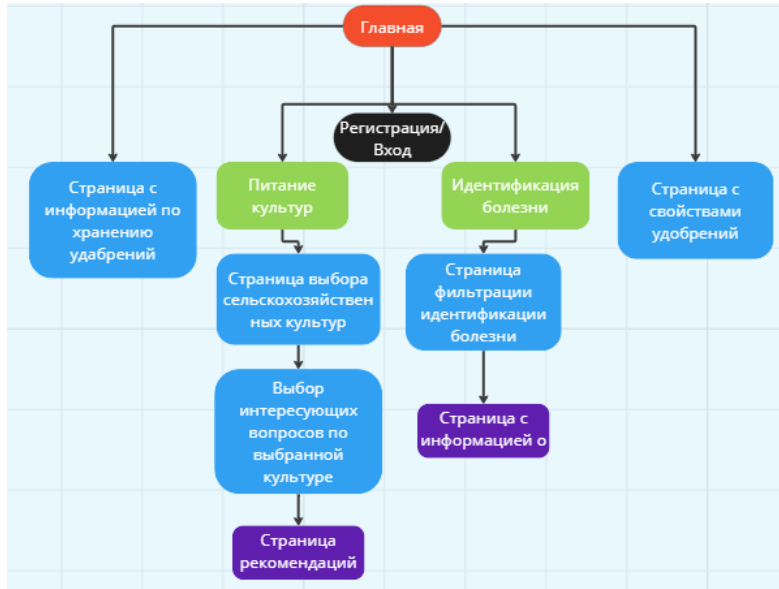 Главная
Регистрация/
Вход
Страница с
информацией по
хранению
удабрений
Питание
культур
Идентификация
болезни
Страница с
свойствами
удобрений
Страница выбора
сельскохозяйствен
ных культур
Страница
фильтрации
идентификации
болезни
Выбор
интересующих
вопросов по
выбранной
культуре
Страница с
информацией о
Страница
рекомендаций